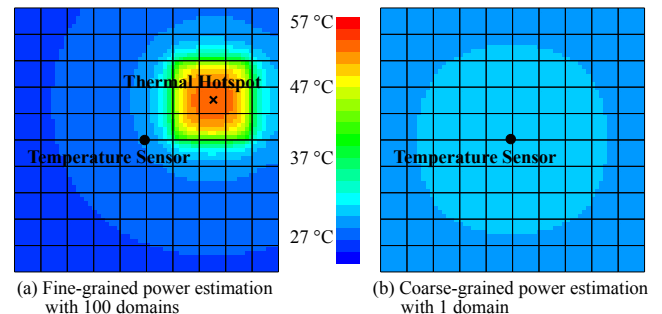 57 °C
Thermal Hotspot
47 °C
Temperature Sensor
37 °C
27 °C
Temperature Sensor
(a) Fine-grained power estimation
with 100 domains
(b) Coarse-grained power estimation
with 1 domain